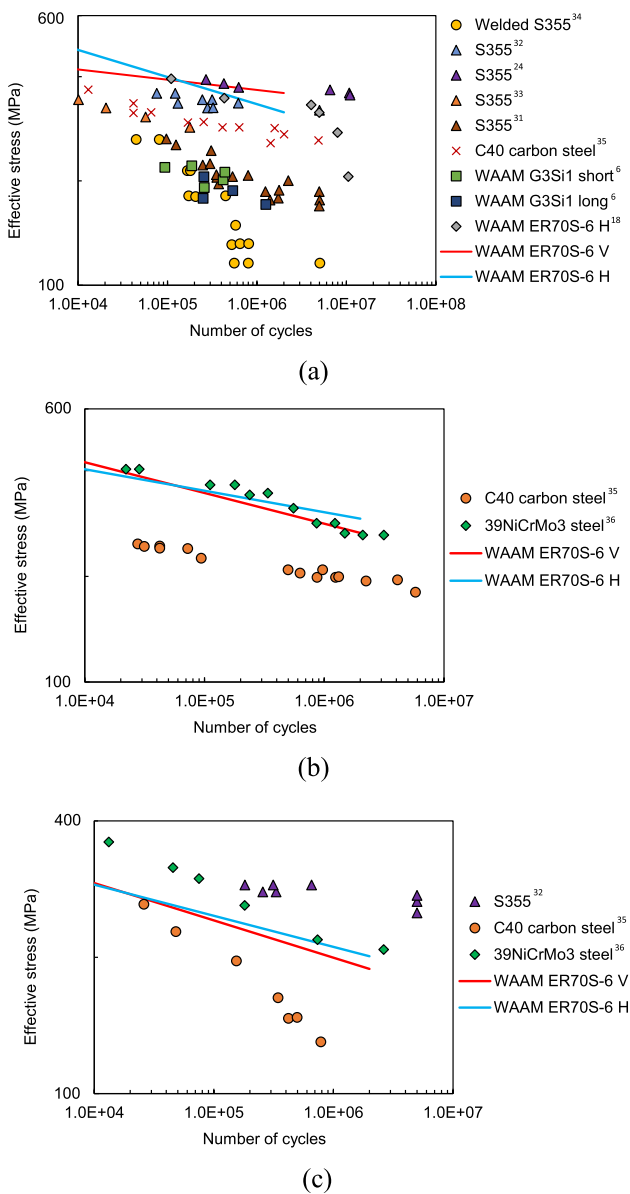 600
Effective stress (MPa)
100
1.0E+04 1.0E+05 1.0E+06 1.0E+07 1.0E+08
Number of cycles
Welded S355³⁴
S355³²
S355²⁴
S355³³
S355³¹
C40 carbon steel³⁵
WAAM G3Si1 short⁶
WAAM G3Si1 long⁶
WAAM ER70S-6 H¹⁸
WAAM ER70S-6 V
WAAM ER70S-6 H
(a)
600
Effective stress (MPa)
100
1.0E+04 1.0E+05 1.0E+06 1.0E+07
Number of cycles
C40 carbon steel³⁵
39NiCrMo3 steel³⁶
WAAM ER70S-6 V
WAAM ER70S-6 H
(b)
400
Effective stress (MPa)
100
1.0E+04 1.0E+05 1.0E+06 1.0E+07
Number of cycles
S355³²
C40 carbon steel³⁵
39NiCrMo3 steel³⁶
WAAM ER70S-6 V
WAAM ER70S-6 H
(c)